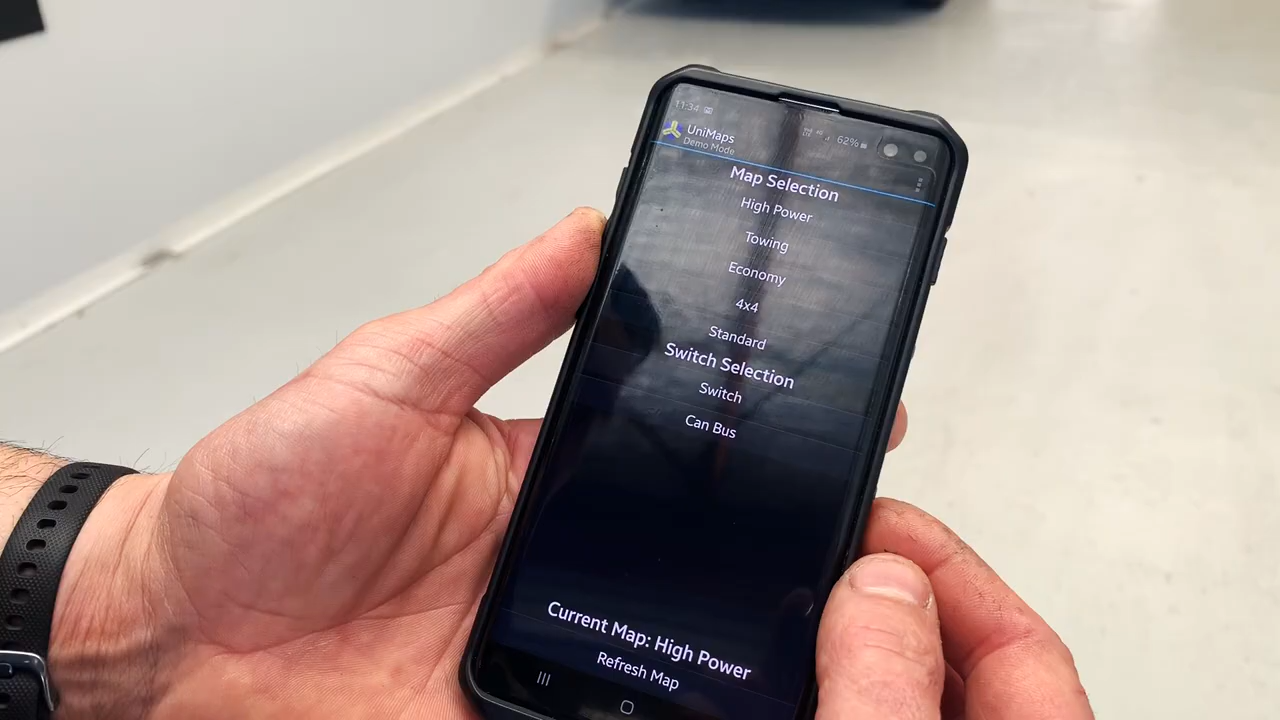 11:34
62%
UniMaps
Demo Mode
Map Selection
High Power
Towing
Economy
4x4
Standard
Switch Selection
Switch
Can Bus
Current Map: High Power
Refresh Map